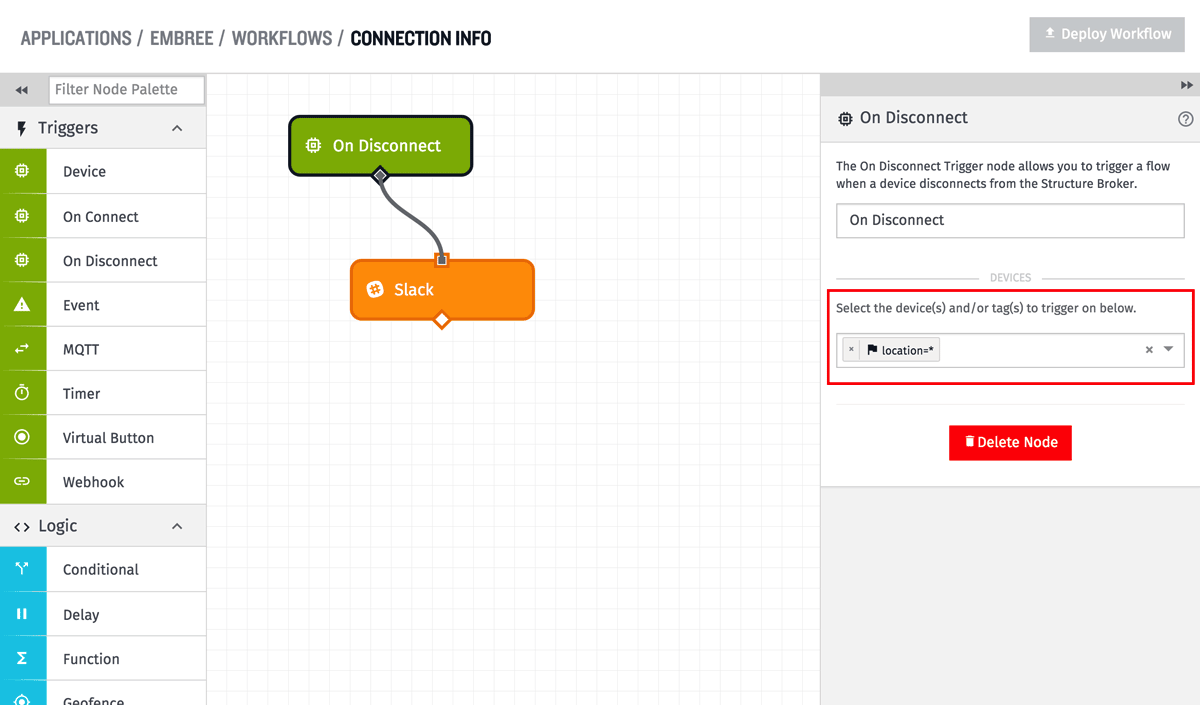 APPLICATIONS / EMBREE / WORKFLOWS / CONNECTION INFO
Deploy Workflow
Filter Node Palette
Triggers
Device
On Connect
On Disconnect
Event
MQTT
Timer
Virtual Button
Webhook
Logic
Conditional
Delay
Function
Geofence
On Disconnect
Slack
On Disconnect
The On Disconnect Trigger node allows you to trigger a flow
when a device disconnects from the Structure Broker.
On Disconnect
DEVICES
Select the device(s) and/or tag(s) to trigger on below.
× location=* ×
Delete Node